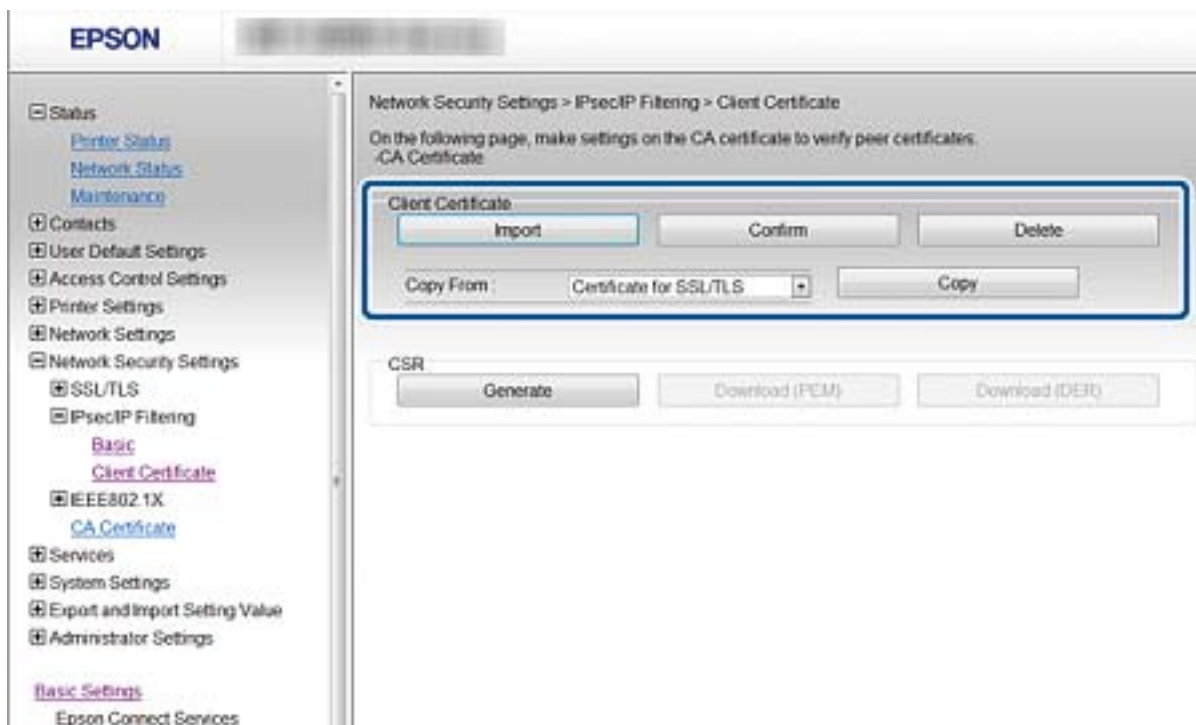 EPSON
Status
Printer Status
Network Status
Maintenance
Contacts
User Default Settings
Access Control Settings
Printer Settings
Network Settings
Network Security Settings
SSL/TLS
IPsec/IP Filtering
Basic
Client Certificate
IEEE802.1X
CA Certificate
Services
System Settings
Export and Import Setting Value
Administrator Settings
Basic Settings
Epson Connect Services
Network Security Settings > IPsec/IP Filtering > Client Certificate
On the following page, make settings on the CA certificate to verify peer certificates.
-CA Certificate
Client Certificate
Import Confirm Delete
Copy From : Certificate for SSL/TLS Copy
CSR
Generate Download (PEM) Download (DER)